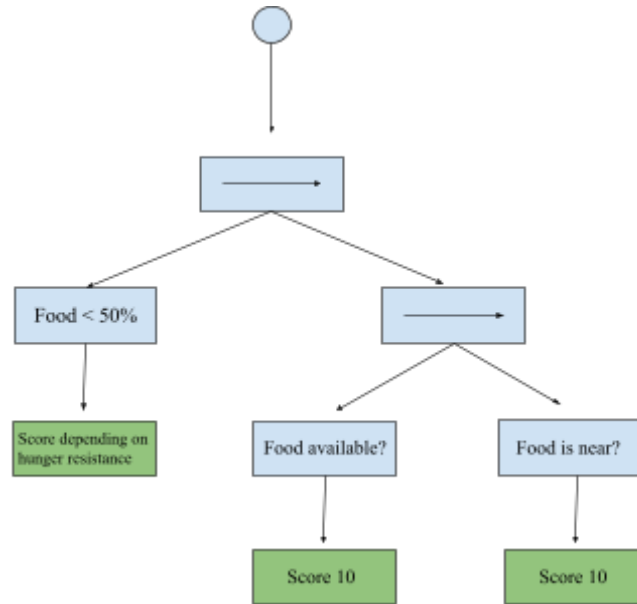 Food < 50%
Score depending on
hunger resistance
Food available?
Food is near?
Score 10
Score 10